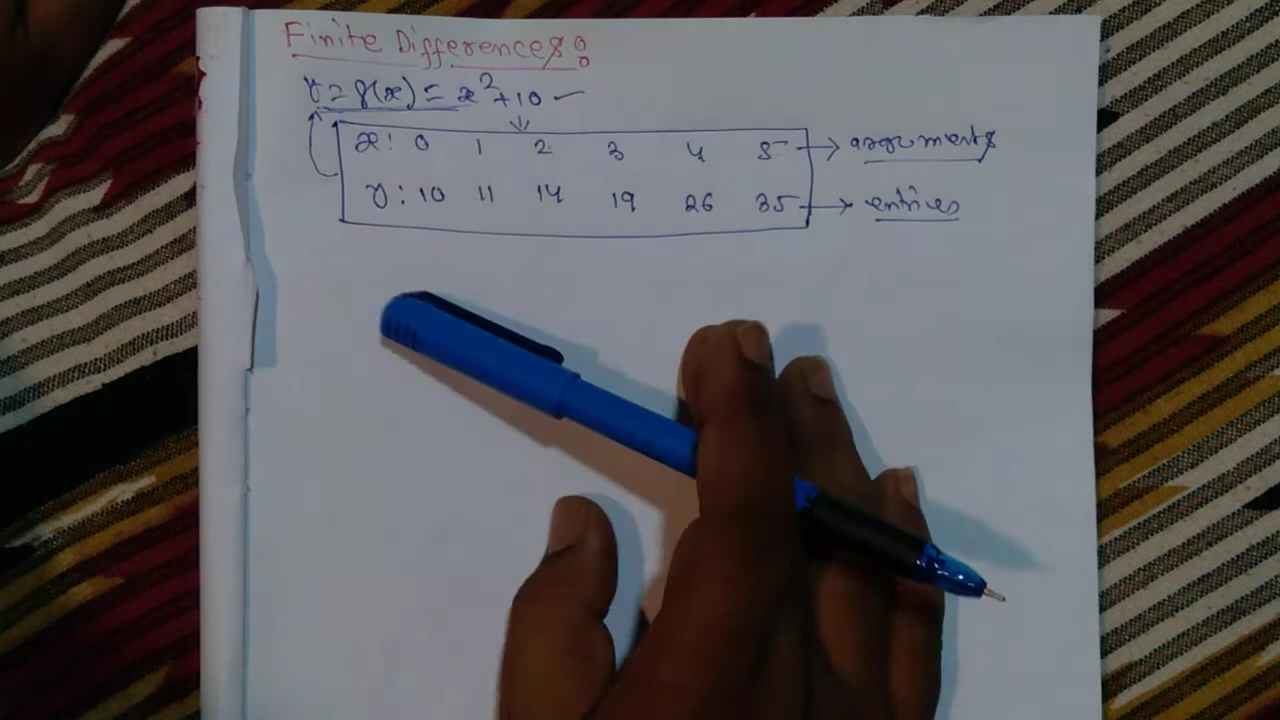 Finite Differences:
y = f(x) = x²+10
x: 0 1 2 3 4 5 → arguments
y: 10 11 14 19 26 35 → entries